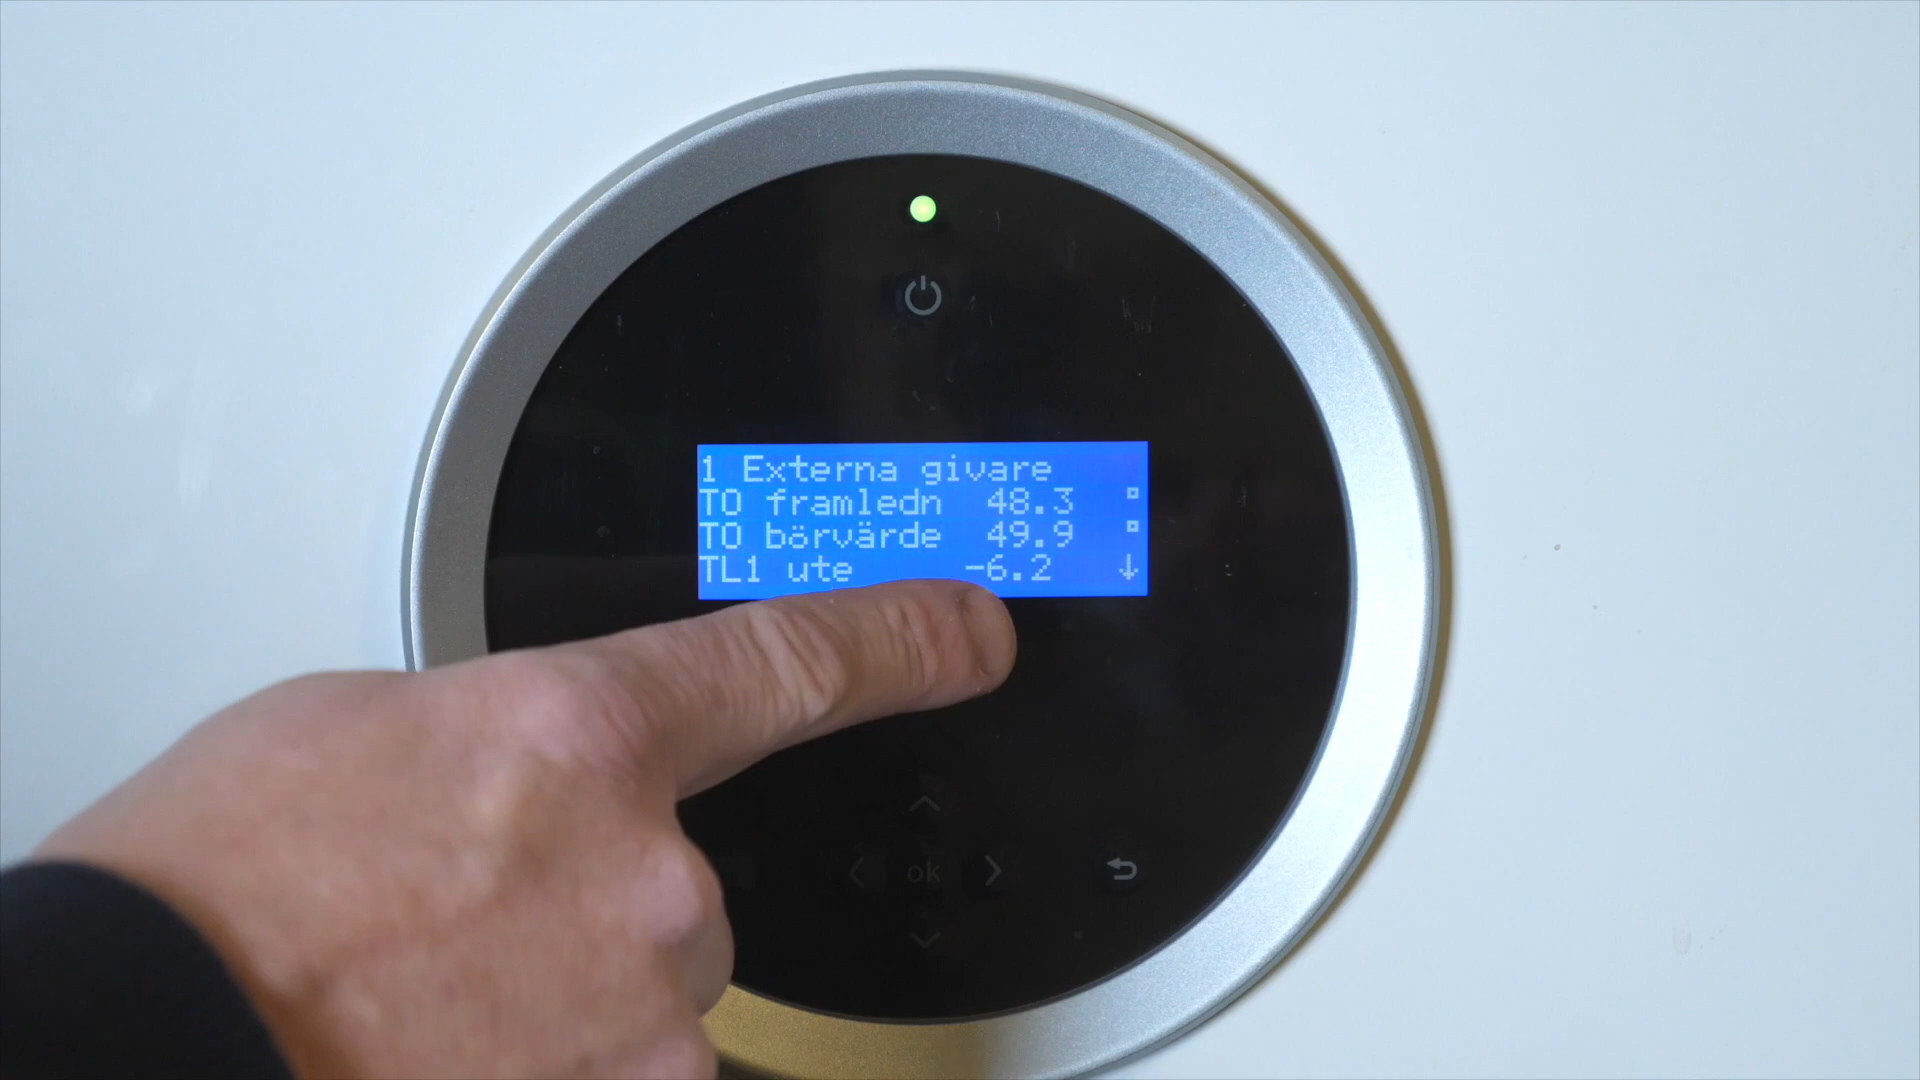 1 Externa givare
T0 framledn 48.3
T0 börvärde 49.9
TL1 ute -6.2 ↓
ok